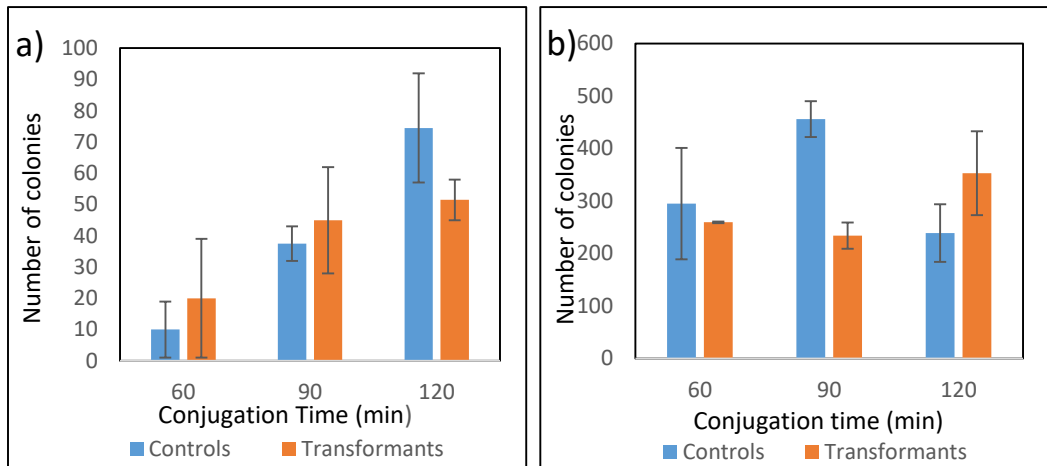 a)
Number of colonies
100
90
80
70
60
50
40
30
20
10
0
60 90 120
Conjugation Time (min)
Controls Transformants
b)
Number of colonies
600
500
400
300
200
100
0
60 90 120
Conjugation time (min)
Controls Transformants